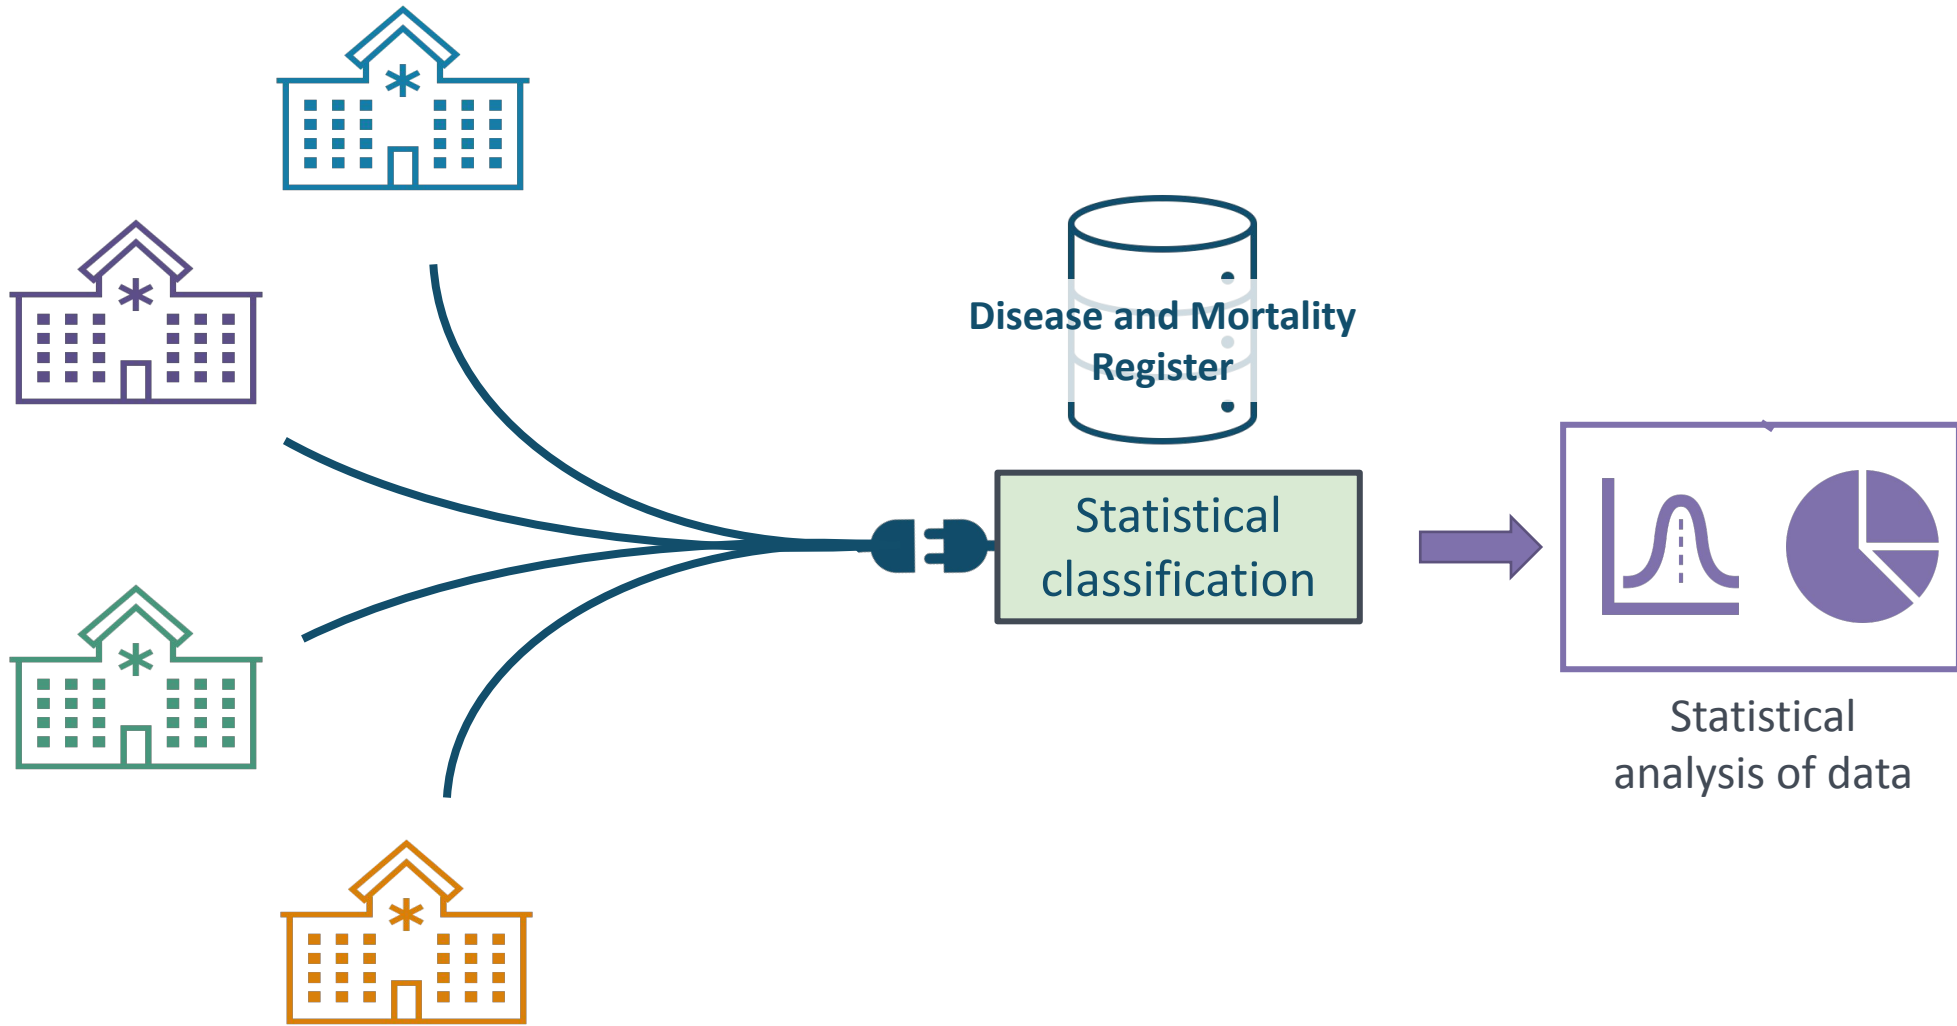 Disease and Mortality
Register
Statistical
classification
Statistical
analysis of data